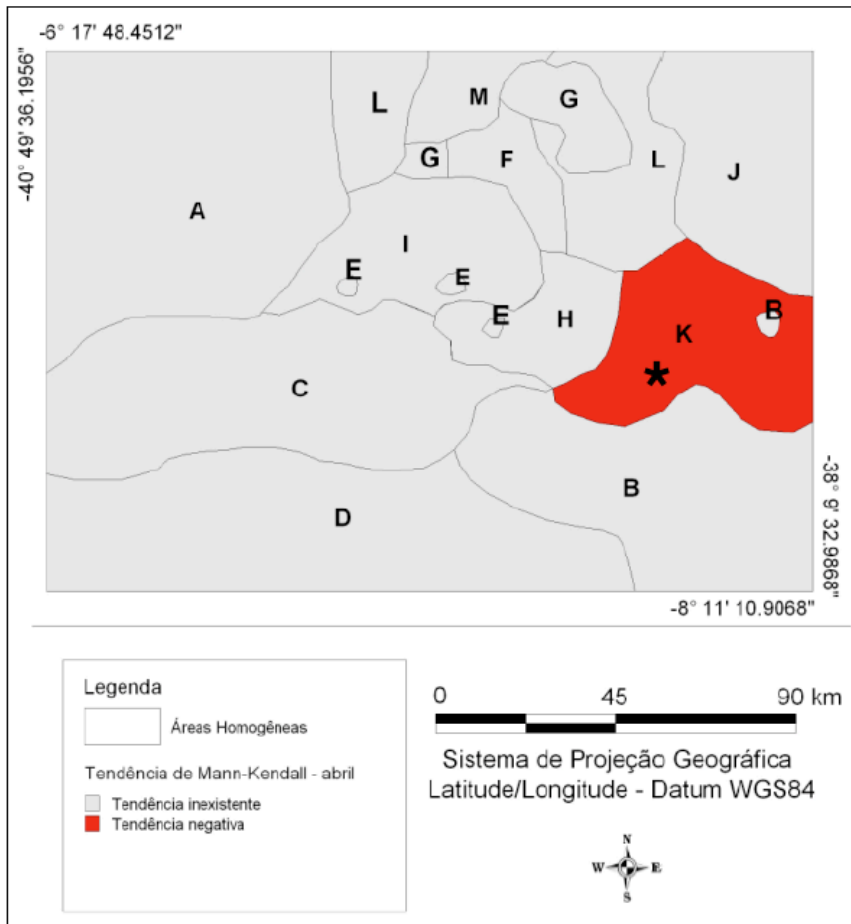 -6° 17' 48.4512"
-40° 49' 36.1956"
L
M
G
G
F
L
J
A
I
E
E
E
H
B
K
*
C
B
D
-38° 9' 32.9868"
-8° 11' 10.9068"
Legenda
Áreas Homogêneas
Tendência de Mann-Kendall - abril
Tendência inexistente
Tendência negativa
0 45 90 km
Sistema de Projeção Geográfica
Latitude/Longitude - Datum WGS84
N
W E
S